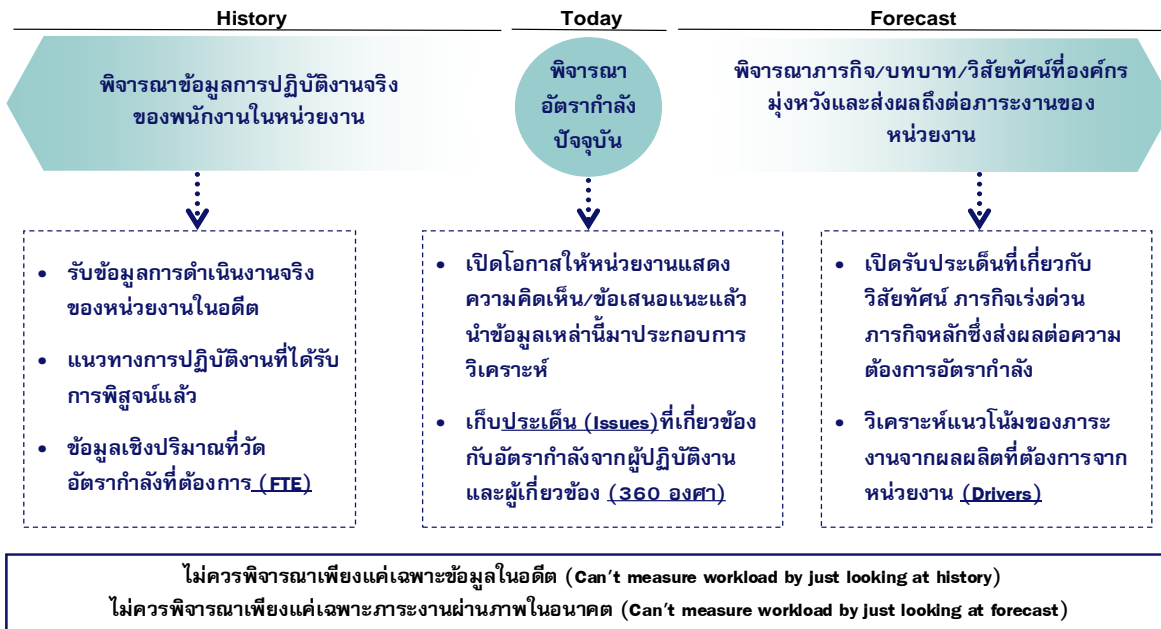 History
Today
Forecast
พิจารณาข้อมูลการปฏิบัติงานจริง
ของพนักงานในหน่วยงาน
พิจารณา
อัตรากำลัง
ปัจจุบัน
พิจารณาภารกิจ/บทบาท/วิสัยทัศน์ที่องค์กร
มุ่งหวังและส่งผลถึงต่อภาระงานของ
หน่วยงาน
• รับข้อมูลการดำเนินงานจริง
ของหน่วยงานในอดีต
• แนวทางการปฏิบัติงานที่ได้รับ
การพิสูจน์แล้ว
• ข้อมูลเชิงปริมาณที่วัด
อัตรากำลังที่ต้องการ (FTE)
• เปิดโอกาสให้หน่วยงานแสดง
ความคิดเห็น/ข้อเสนอแนะแล้ว
นำข้อมูลเหล่านี้มาประกอบการ
วิเคราะห์
• เก็บประเด็น (Issues)ที่เกี่ยวข้อง
กับอัตรากำลังจากผู้ปฏิบัติงาน
และผู้เกี่ยวข้อง (360 องศา)
• เปิดรับประเด็นที่เกี่ยวกับ
วิสัยทัศน์ ภารกิจเร่งด่วน
ภารกิจหลักซึ่งส่งผลต่อความ
ต้องการอัตรากำลัง
• วิเคราะห์แนวโน้มของภาระ
งานจากผลผลิตที่ต้องการจาก
หน่วยงาน (Drivers)
ไม่ควรพิจารณาเพียงแค่เฉพาะข้อมูลในอดีต (Can't measure workload by just looking at history)
ไม่ควรพิจารณาเพียงแค่เฉพาะภาระงานผ่านภาพในอนาคต (Can't measure workload by just looking at forecast)